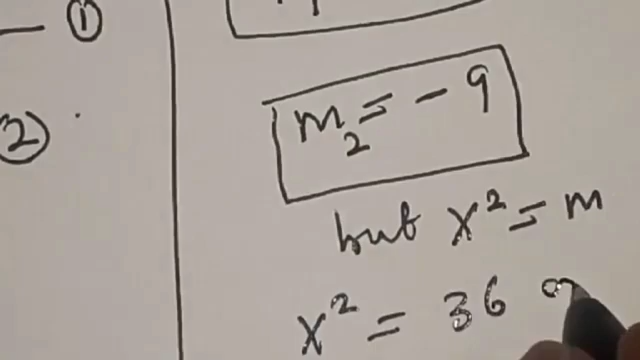 ①
②
m₂ = - 9
but x² = m
x² = 36